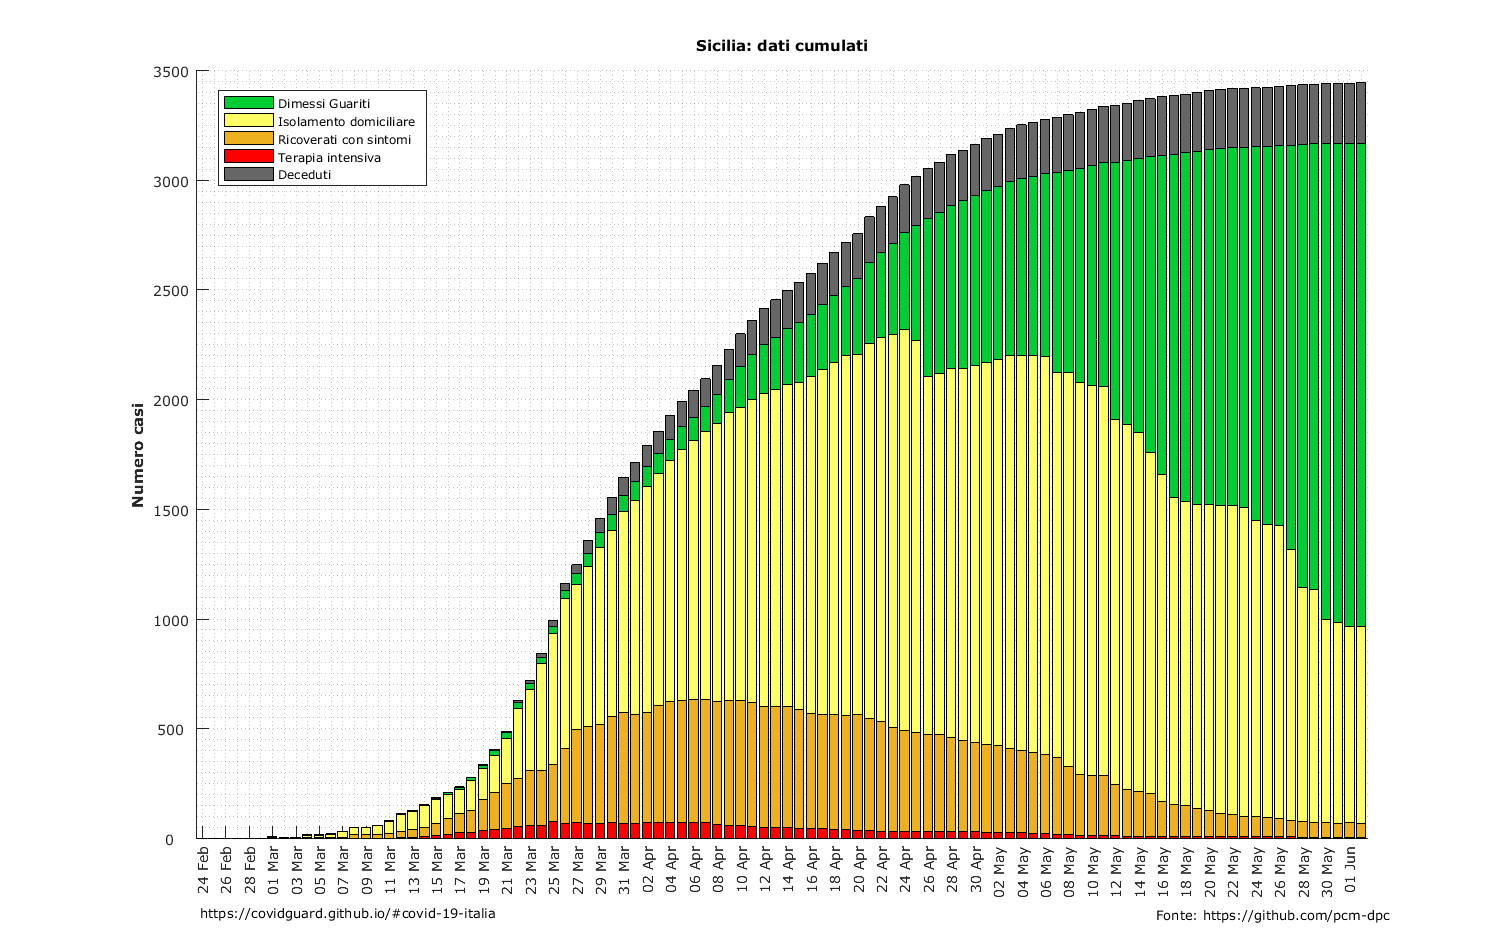 Sicilia: dati cumulati
3500
3000
2500
2000
1500
1000
500
0
Numero casi
Dimessi Guariti
Isolamento domiciliare
Ricoverati con sintomi
Terapia intensiva
Deceduti
24 Feb
26 Feb
28 Feb
01 Mar
03 Mar
05 Mar
07 Mar
09 Mar
11 Mar
13 Mar
15 Mar
17 Mar
19 Mar
21 Mar
23 Mar
25 Mar
27 Mar
29 Mar
31 Mar
02 Apr
04 Apr
06 Apr
08 Apr
10 Apr
12 Apr
14 Apr
16 Apr
18 Apr
20 Apr
22 Apr
24 Apr
26 Apr
28 Apr
30 Apr
02 May
04 May
06 May
08 May
10 May
12 May
14 May
16 May
18 May
20 May
22 May
24 May
26 May
28 May
30 May
01 Jun
https://covidguard.github.io/#covid-19-italia
Fonte: https://github.com/pcm-dpc